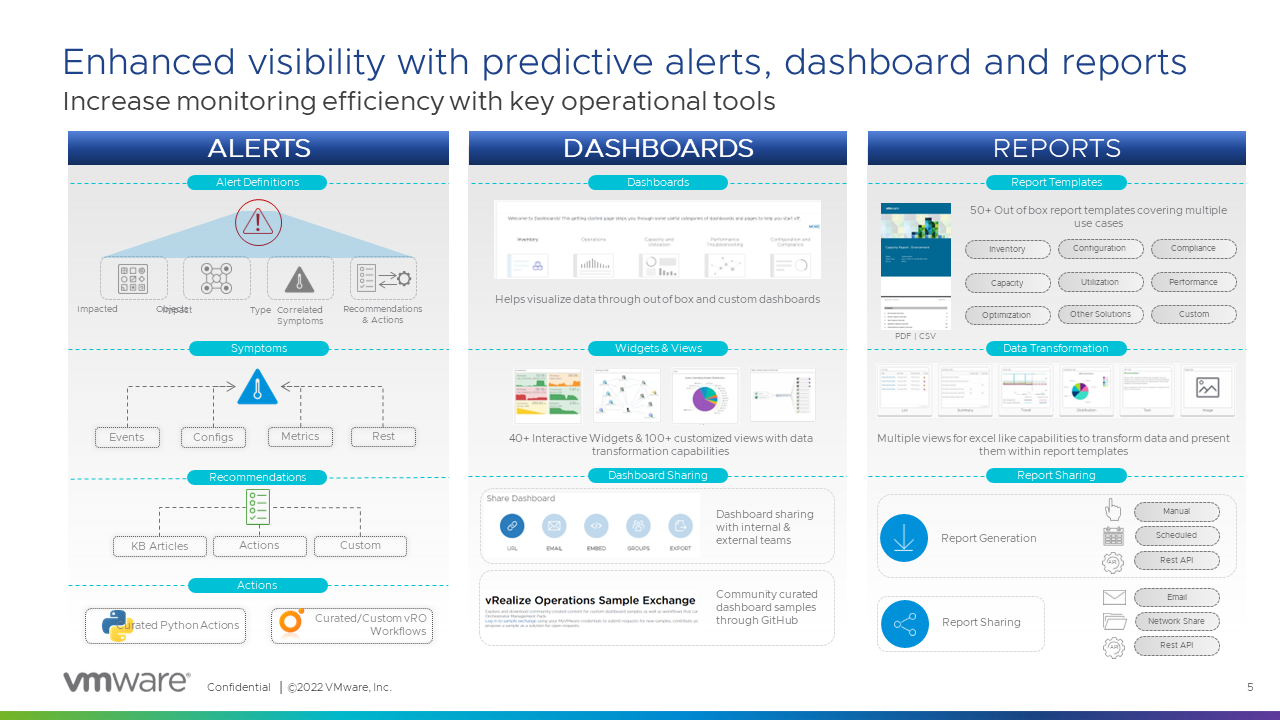 Enhanced visibility with predictive alerts, dashboard and reports
Increase monitoring efficiency with key operational tools
ALERTS
Alert Definitions
Impacted Objects
Impact Type
Correlated
Symptoms
Recommendations
& Actions
Symptoms
Events
Configs
Metrics
Rest
Recommendations
KB Articles
Actions
Custom
Actions
Curated Python Actions
Curated/Custom vRO
Workflows
DASHBOARDS
Dashboards
Welcome to Dashboards! This getting started page steps you through some useful categories of dashboards and pages to help you start off.
MORE
Inventory
Operations
Capacity and
Utilization
Performance
Troubleshooting
Configuration and
Compliance
Helps visualize data through out of box and custom dashboards
Widgets & Views
40+ Interactive Widgets & 100+ customized views with data
transformation capabilities
Dashboard Sharing
Share Dashboard
URL
EMAIL
EMBED
GROUPS
EXPORT
Dashboard sharing
with internal &
external teams
vRealize Operations Sample Exchange
Community curated
dashboard samples
through GitHub
REPORTS
Report Templates
vmware
50+ Out of box report templates covering multiple
use cases
Inventory
Configuration
Compliance
Capacity
Utilization
Performance
Optimization
Other Solutions
Custom
PDF | CSV
Data Transformation
List
Summary
Trend
Distribution
Text
Image
Multiple views for excel like capabilities to transform data and present
them within report templates
Report Sharing
Report Generation
Manual
Scheduled
API
Rest API
Report Sharing
Email
Network Share
API
Rest API
vmware®
Confidential | ©2022 VMware, Inc.
5